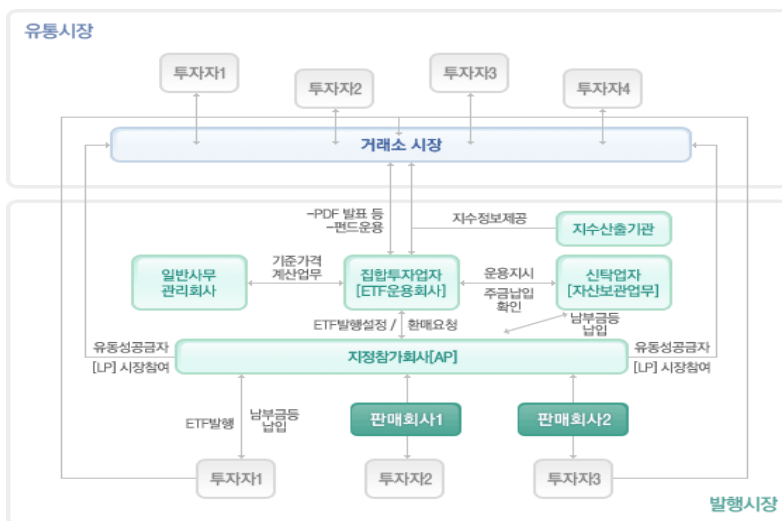 유통시장
투자자1
투자자2
투자자3
투자자4
거래소 시장
-PDF 발표 등
-펀드운용
지수정보제공
지수산출기관
일반사무
관리회사
기준가격
계산업무
집합투자업자
[ETF운용회사]
운용지시
주금납입
확인
신탁업자
[자산보관업무]
ETF발행설정 / 환매요청
납부금등
납입
유동성공급자
[LP] 시장참여
지정참가회사[AP]
유동성공급자
[LP] 시장참여
ETF발행
납부금등
납입
판매회사1
판매회사2
투자자1
투자자2
투자자3
발행시장